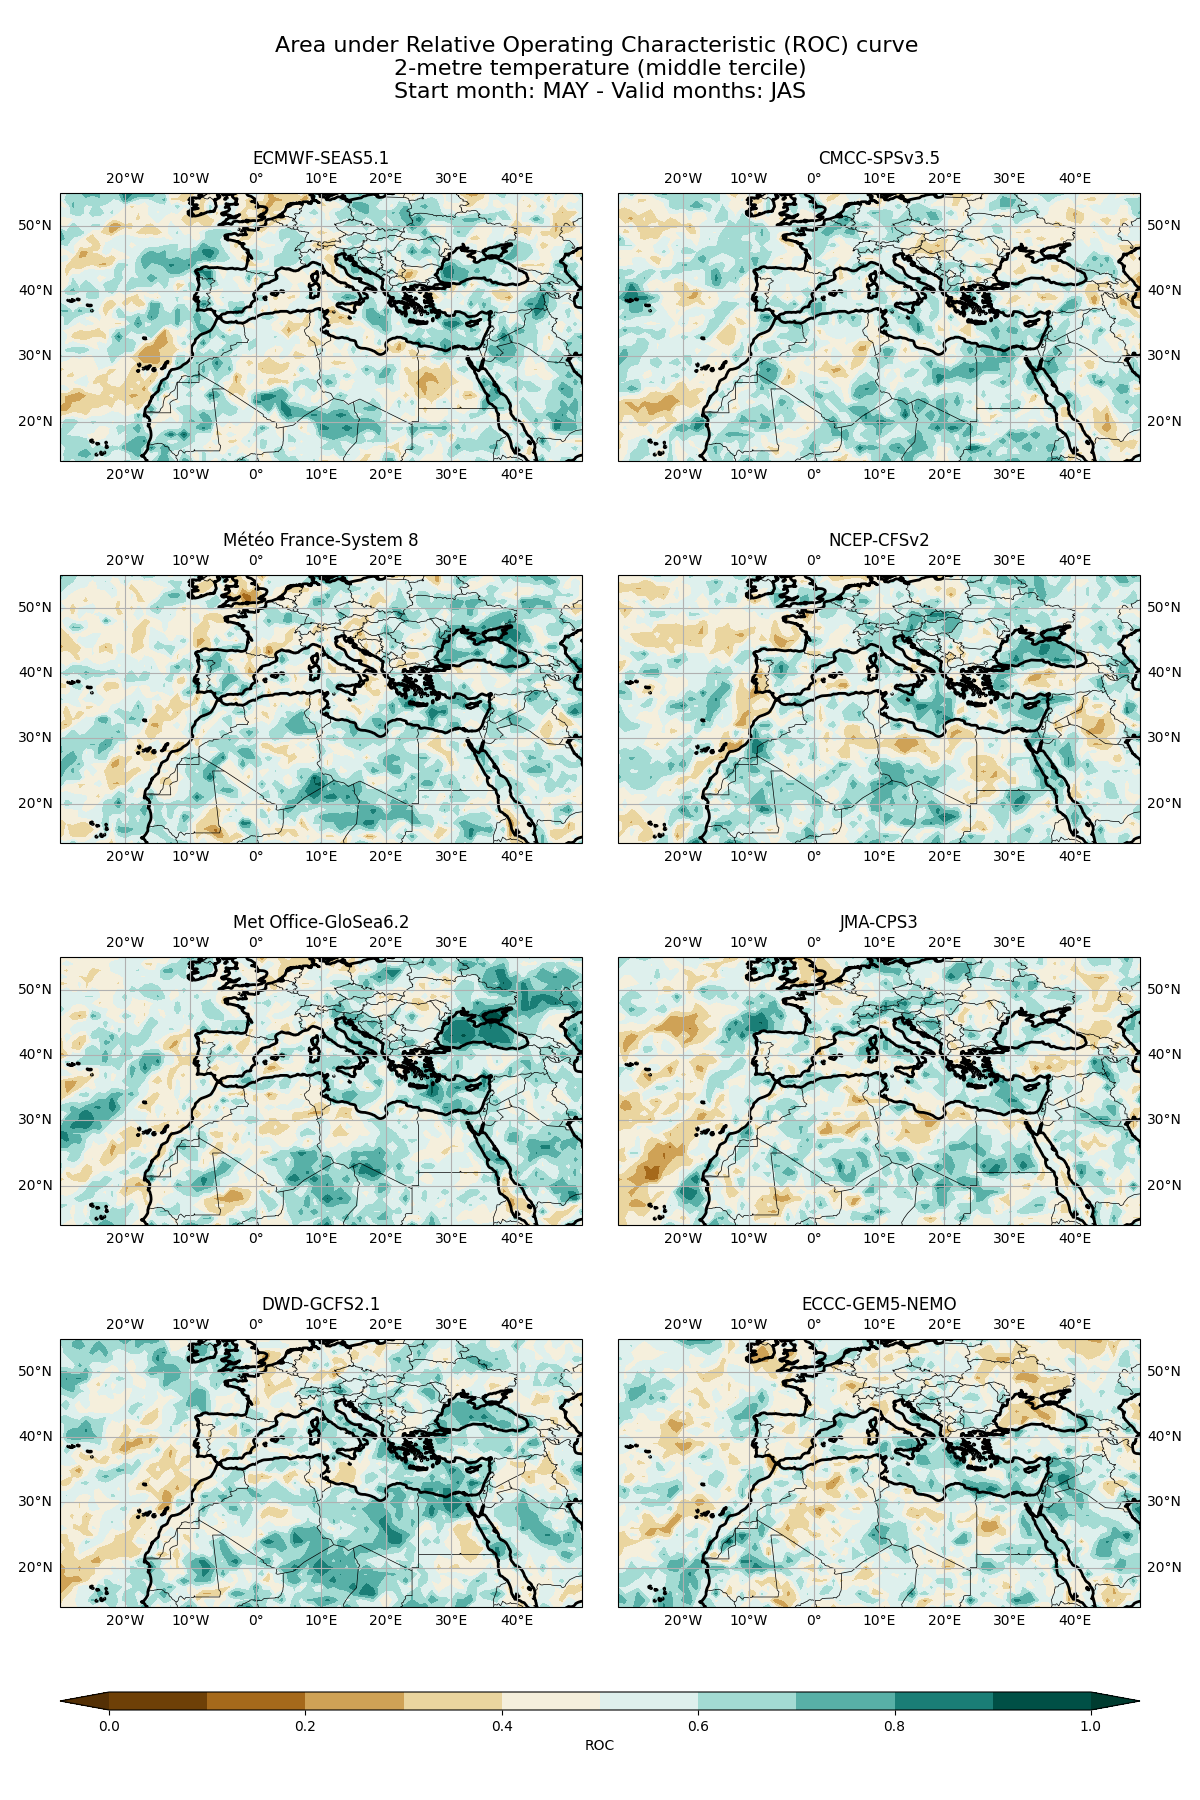 Area under Relative Operating Characteristic (ROC) curve
2-metre temperature (middle tercile)
Start month: MAY - Valid months: JAS
ECMWF-SEAS5.1
20°W 10°W 0° 10°E 20°E 30°E 40°E
50°N
40°N
30°N
20°N
20°W 10°W 0° 10°E 20°E 30°E 40°E
CMCC-SPSv3.5
20°W 10°W 0° 10°E 20°E 30°E 40°E
50°N
40°N
30°N
20°N
20°W 10°W 0° 10°E 20°E 30°E 40°E
Météo France-System 8
20°W 10°W 0° 10°E 20°E 30°E 40°E
50°N
40°N
30°N
20°N
20°W 10°W 0° 10°E 20°E 30°E 40°E
NCEP-CFSv2
20°W 10°W 0° 10°E 20°E 30°E 40°E
50°N
40°N
30°N
20°N
20°W 10°W 0° 10°E 20°E 30°E 40°E
Met Office-GloSea6.2
20°W 10°W 0° 10°E 20°E 30°E 40°E
50°N
40°N
30°N
20°N
20°W 10°W 0° 10°E 20°E 30°E 40°E
JMA-CPS3
20°W 10°W 0° 10°E 20°E 30°E 40°E
50°N
40°N
30°N
20°N
20°W 10°W 0° 10°E 20°E 30°E 40°E
DWD-GCFS2.1
20°W 10°W 0° 10°E 20°E 30°E 40°E
50°N
40°N
30°N
20°N
20°W 10°W 0° 10°E 20°E 30°E 40°E
ECCC-GEM5-NEMO
20°W 10°W 0° 10°E 20°E 30°E 40°E
50°N
40°N
30°N
20°N
20°W 10°W 0° 10°E 20°E 30°E 40°E
0.0 0.2 0.4 0.6 0.8 1.0
ROC